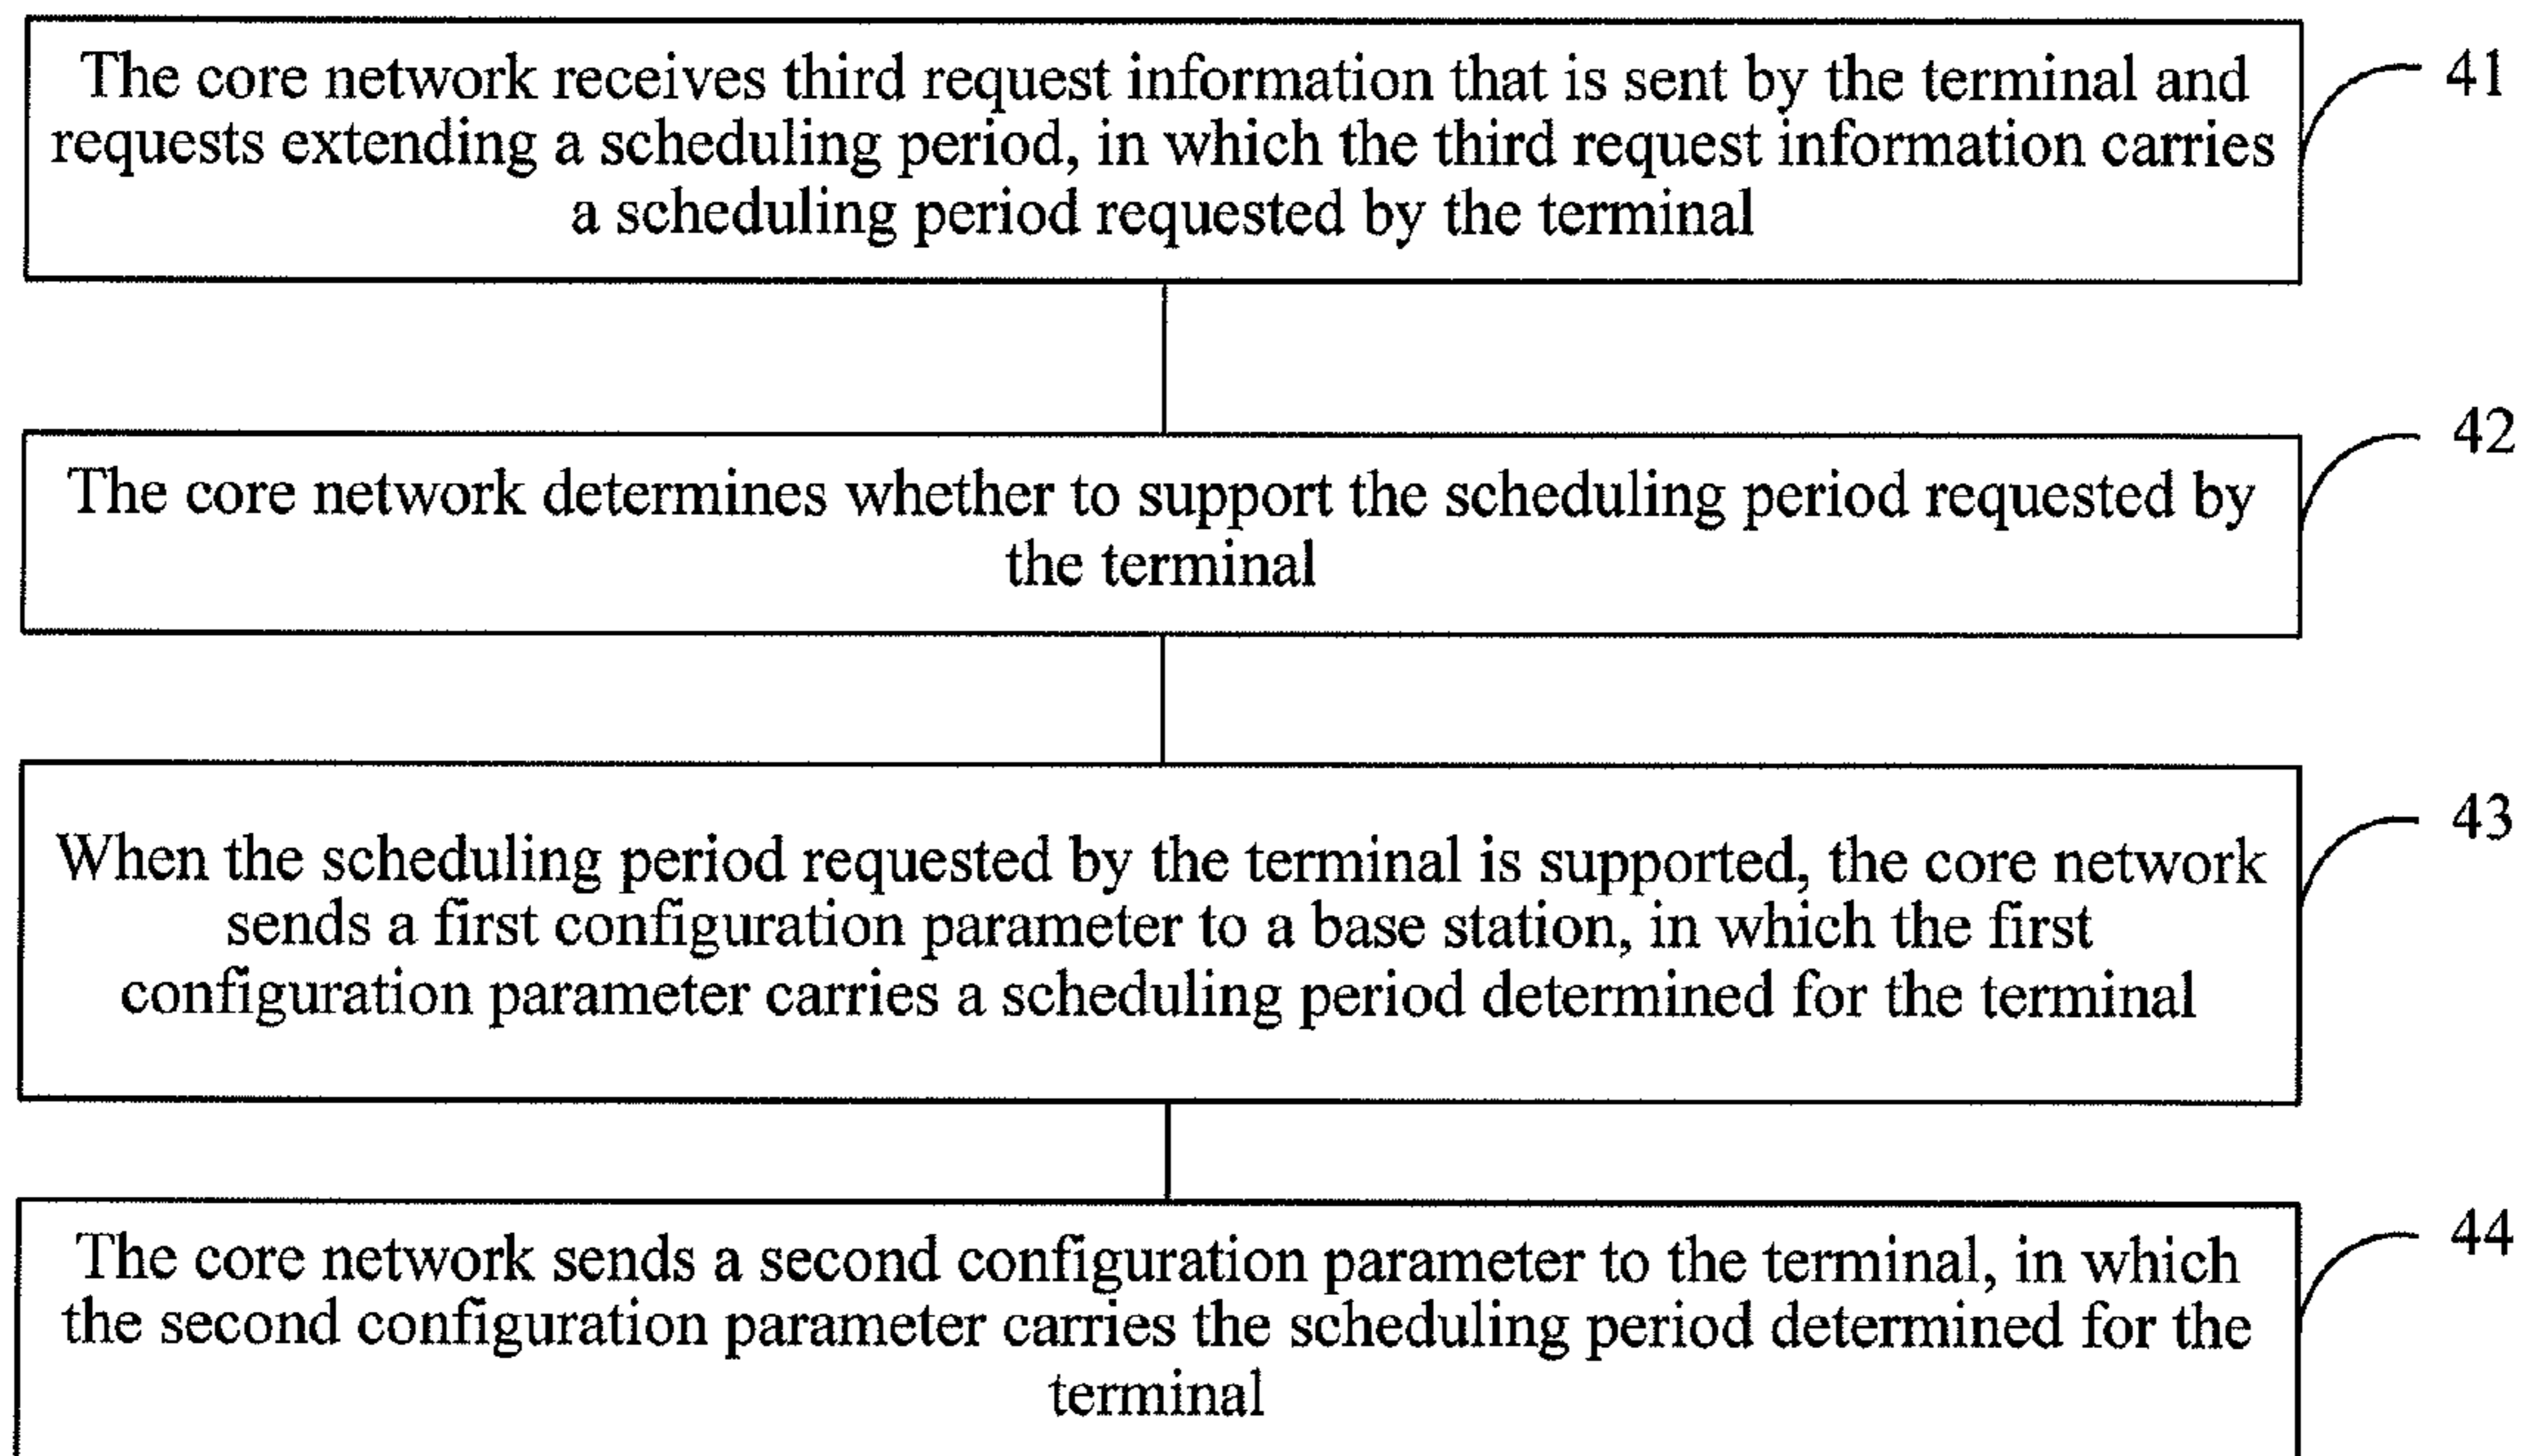 The core network receives third request information that is sent by the terminal and
requests extending a scheduling period, in which the third request information carries
a scheduling period requested by the terminal
41
The core network determines whether to support the scheduling period requested by
the terminal
42
When the scheduling period requested by the terminal is supported, the core network
sends a first configuration parameter to a base station, in which the first
configuration parameter carries a scheduling period determined for the terminal
43
The core network sends a second configuration parameter to the terminal, in which
the second configuration parameter carries the scheduling period determined for the
terminal
44